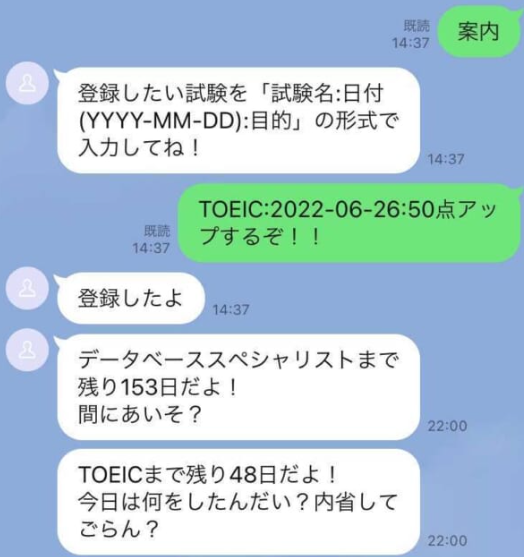 案内
既読
14:37
登録したい試験を「試験名:日付
(YYYY-MM-DD):目的」の形式で
入力してね！
14:37
TOEIC:2022-06-26:50点アッ
プするぞ！！
既読
14:37
登録したよ
14:37
データベーススペシャリストまで
残り153日だよ！
間にあいそ？
22:00
TOEICまで残り48日だよ！
今日は何をしたんだい？内省して
ごらん？
22:00